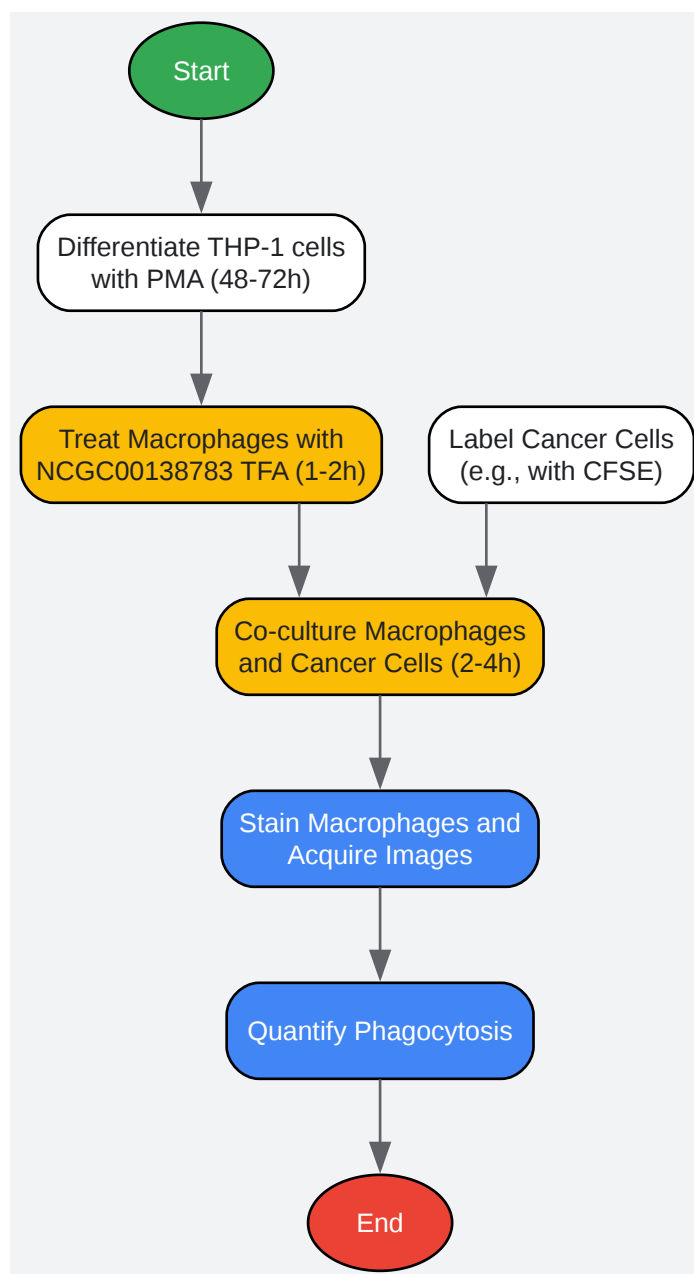 Start
Differentiate THP-1 cells
with PMA (48-72h)
Treat Macrophages with
NCGC00138783 TFA (1-2h)
Label Cancer Cells
(e.g., with CFSE)
Co-culture Macrophages
and Cancer Cells (2-4h)
Stain Macrophages and
Acquire Images
Quantify Phagocytosis
End